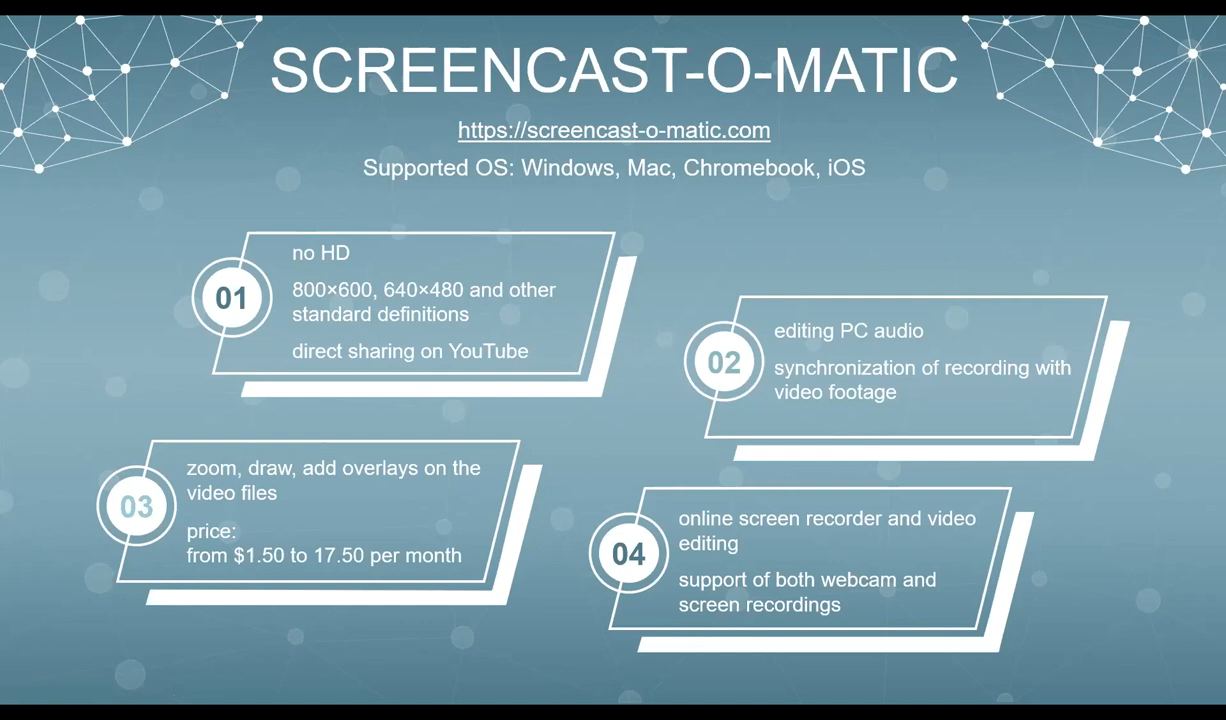 SCREENCAST-O-MATIC
https://screencast-o-matic.com
Supported OS: Windows, Mac, Chromebook, iOS
01
no HD
800×600, 640×480 and other
standard definitions
direct sharing on YouTube
02
editing PC audio
synchronization of recording with
video footage
03
zoom, draw, add overlays on the
video files
price:
from $1.50 to 17.50 per month
04
online screen recorder and video
editing
support of both webcam and
screen recordings